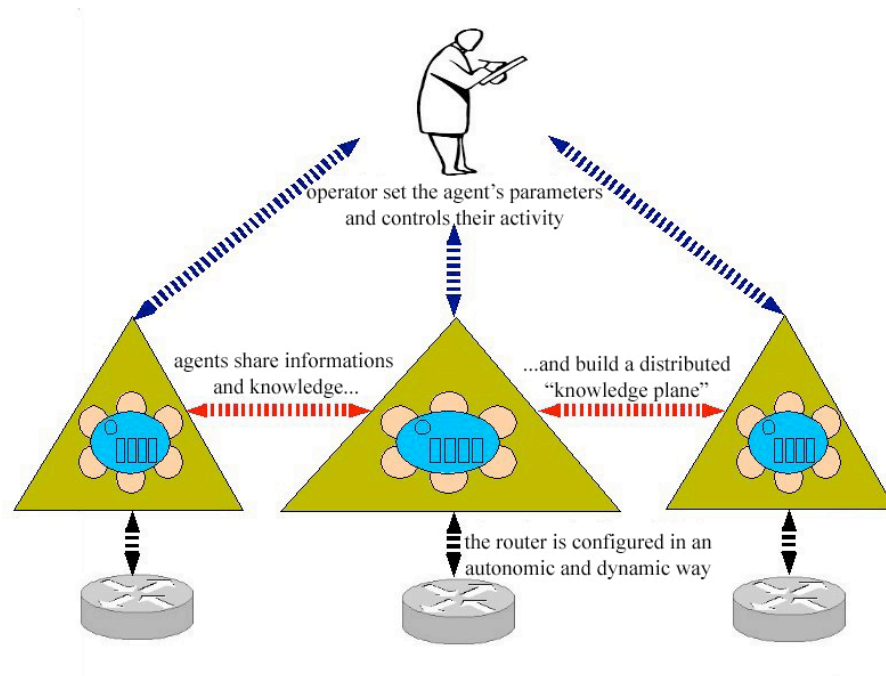 operator set the agent's parameters
and controls their activity
agents share informations
and knowledge...
...and build a distributed
“knowledge plane”
the router is configured in an
autonomic and dynamic way